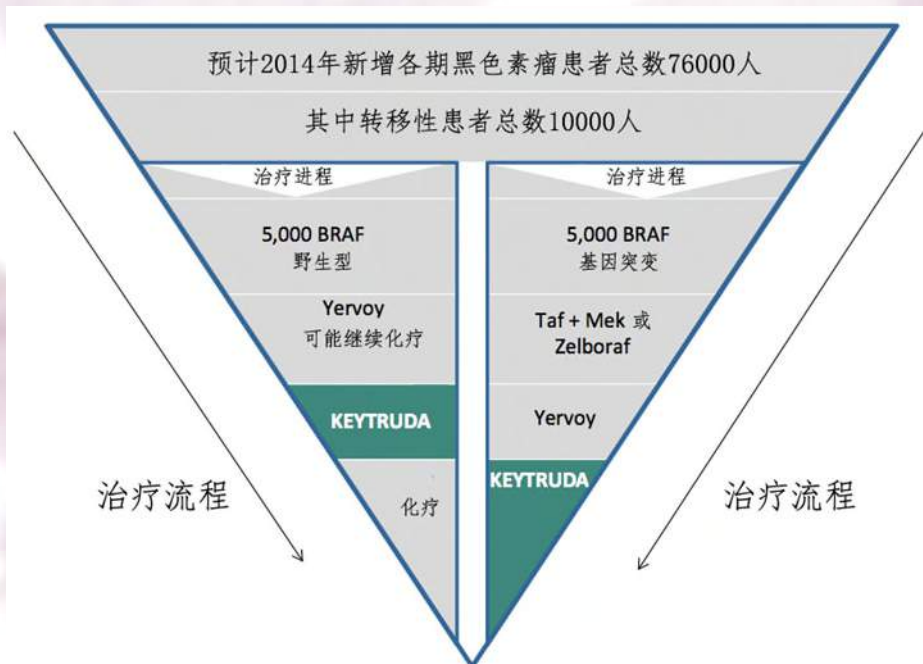 预计2014年新增各期黑色素瘤患者总数76000人
其中转移性患者总数10000人
治疗进程
5,000 BRAF
野生型
Yervoy
可能继续化疗
KEYTRUDA
化疗
治疗进程
5,000 BRAF
基因突变
Taf + Mek 或
Zelboraf
Yervoy
KEYTRUDA
治疗流程
治疗流程